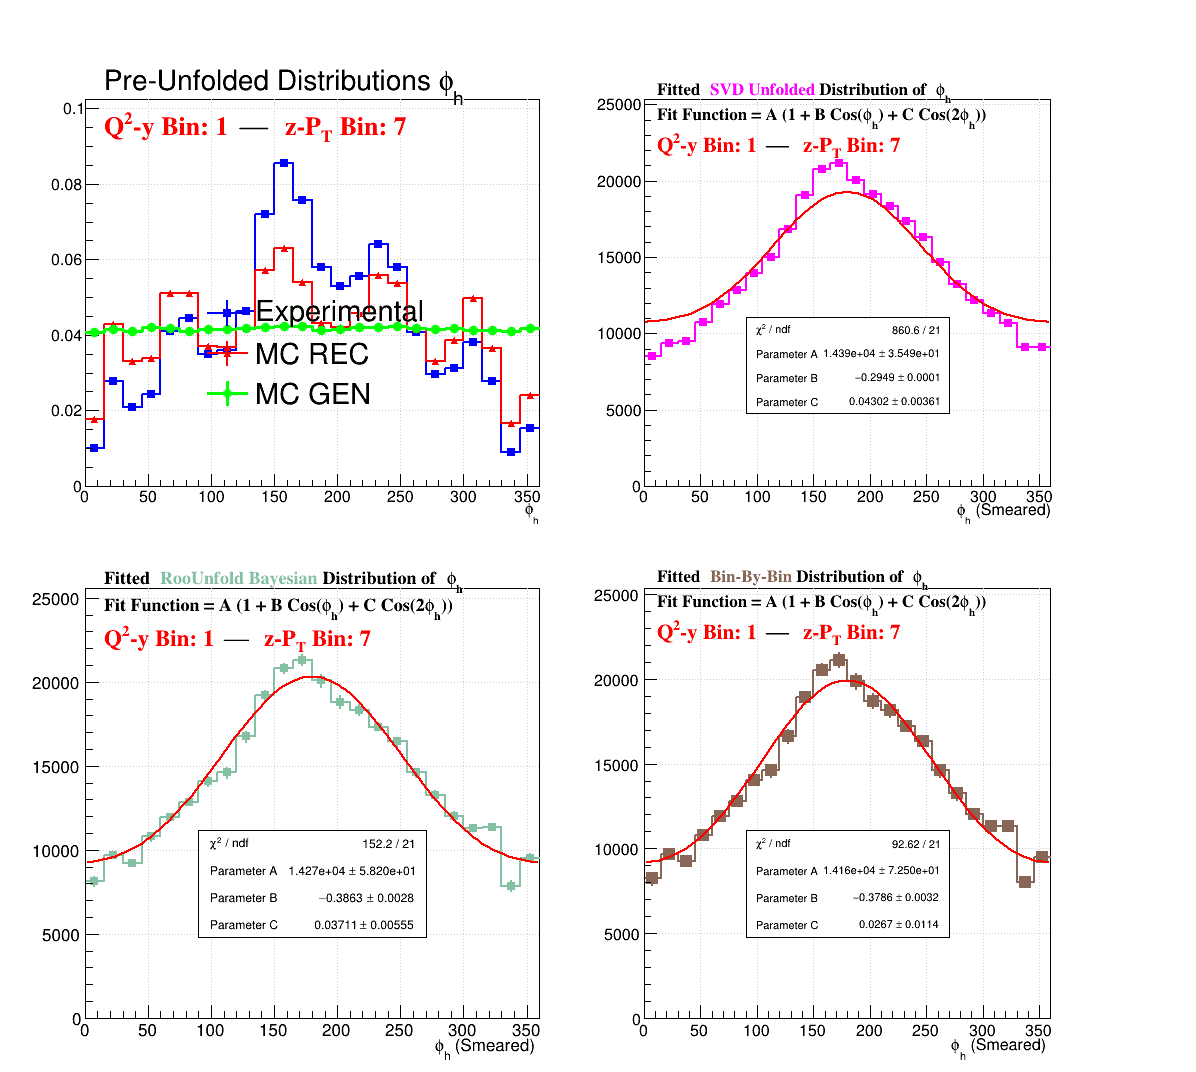 Pre-Unfolded Distributions ϕh
Q²-y Bin: 1 — z-PT Bin: 7
0.1
0.08
0.06
0.04
0.02
0
Experimental
MC REC
MC GEN
0 50 100 150 200 250 300 350
ϕh
Fitted SVD Unfolded Distribution of ϕh
Fit Function = A (1 + B Cos(ϕh) + C Cos(2ϕh))
Q²-y Bin: 1 — z-PT Bin: 7
25000
20000
15000
10000
5000
0
χ² / ndf 860.6 / 21
Parameter A 1.439e+04 ± 3.549e+01
Parameter B −0.2949 ± 0.0001
Parameter C 0.04302 ± 0.00361
0 50 100 150 200 250 300 350
ϕh (Smeared)
Fitted RooUnfold Bayesian Distribution of ϕh
Fit Function = A (1 + B Cos(ϕh) + C Cos(2ϕh))
Q²-y Bin: 1 — z-PT Bin: 7
25000
20000
15000
10000
5000
0
χ² / ndf 152.2 / 21
Parameter A 1.427e+04 ± 5.820e+01
Parameter B −0.3863 ± 0.0028
Parameter C 0.03711 ± 0.00555
0 50 100 150 200 250 300 350
ϕh (Smeared)
Fitted Bin-By-Bin Distribution of ϕh
Fit Function = A (1 + B Cos(ϕh) + C Cos(2ϕh))
Q²-y Bin: 1 — z-PT Bin: 7
25000
20000
15000
10000
5000
0
χ² / ndf 92.62 / 21
Parameter A 1.416e+04 ± 7.250e+01
Parameter B −0.3786 ± 0.0032
Parameter C 0.0267 ± 0.0114
0 50 100 150 200 250 300 350
ϕh (Smeared)